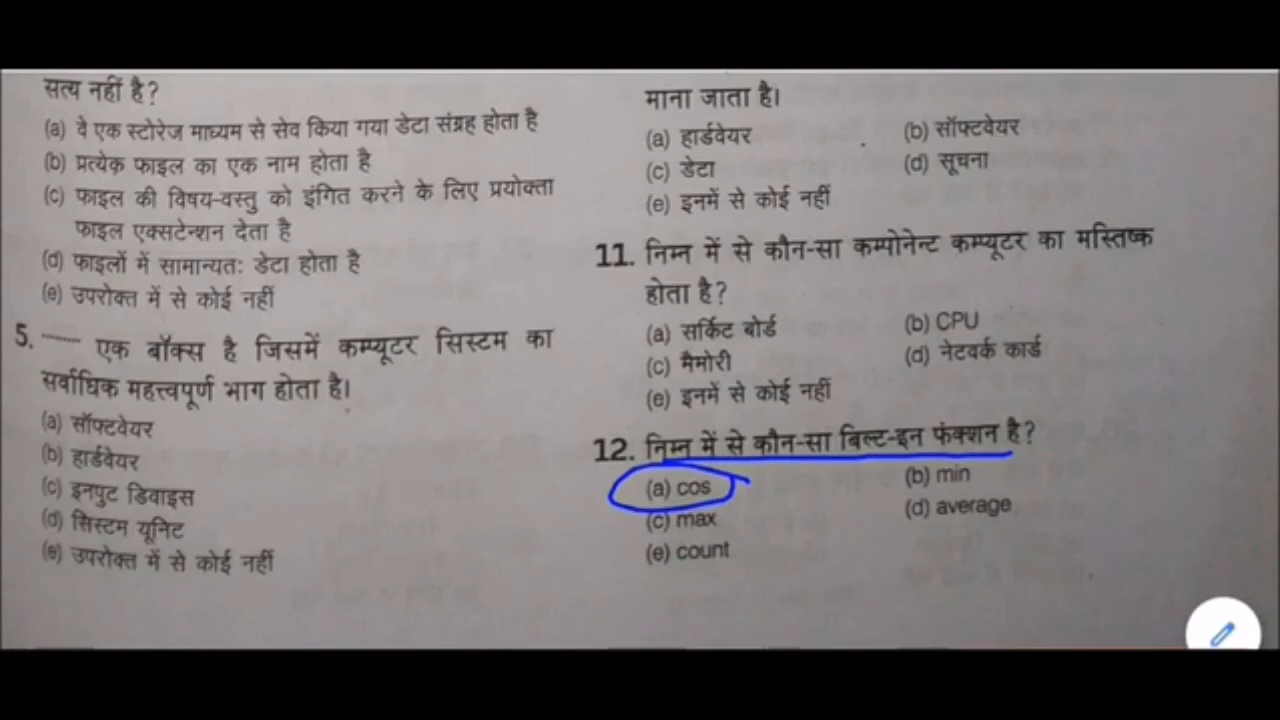 सत्य नहीं है?
(a) वे एक स्टोरेज माध्यम से सेव किया गया डेटा संग्रह होता है
(b) प्रत्येक फाइल का एक नाम होता है
(c) फाइल की विषय-वस्तु को इंगित करने के लिए प्रयोक्ता
फाइल एक्सटेन्शन देता है
(d) फाइलों में सामान्यतः डेटा होता है
(e) उपरोक्त में से कोई नहीं
5. ........ एक बॉक्स है जिसमें कम्प्यूटर सिस्टम का
सर्वाधिक महत्त्वपूर्ण भाग होता है।
(a) सॉफ्टवेयर
(b) हार्डवेयर
(c) इनपुट डिवाइस
(d) सिस्टम यूनिट
(e) उपरोक्त में से कोई नहीं
माना जाता है।
(a) हार्डवेयर (b) सॉफ्टवेयर
(c) डेटा (d) सूचना
(e) इनमें से कोई नहीं
11. निम्न में से कौन-सा कम्पोनेन्ट कम्प्यूटर का मस्तिष्क
होता है?
(a) सर्किट बोर्ड (b) CPU
(c) मैमोरी (d) नेटवर्क कार्ड
(e) इनमें से कोई नहीं
12. निम्न में से कौन-सा बिल्ट-इन फंक्शन है?
(a) cos (b) min
(c) max (d) average
(e) count